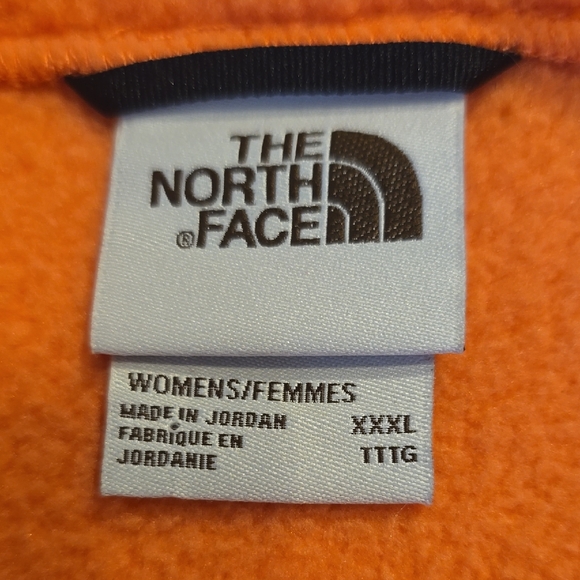 THE
NORTH
® FACE
WOMENS/FEMMES
MADE IN JORDAN XXXL
FABRIQUE EN TTTG
JORDANIE